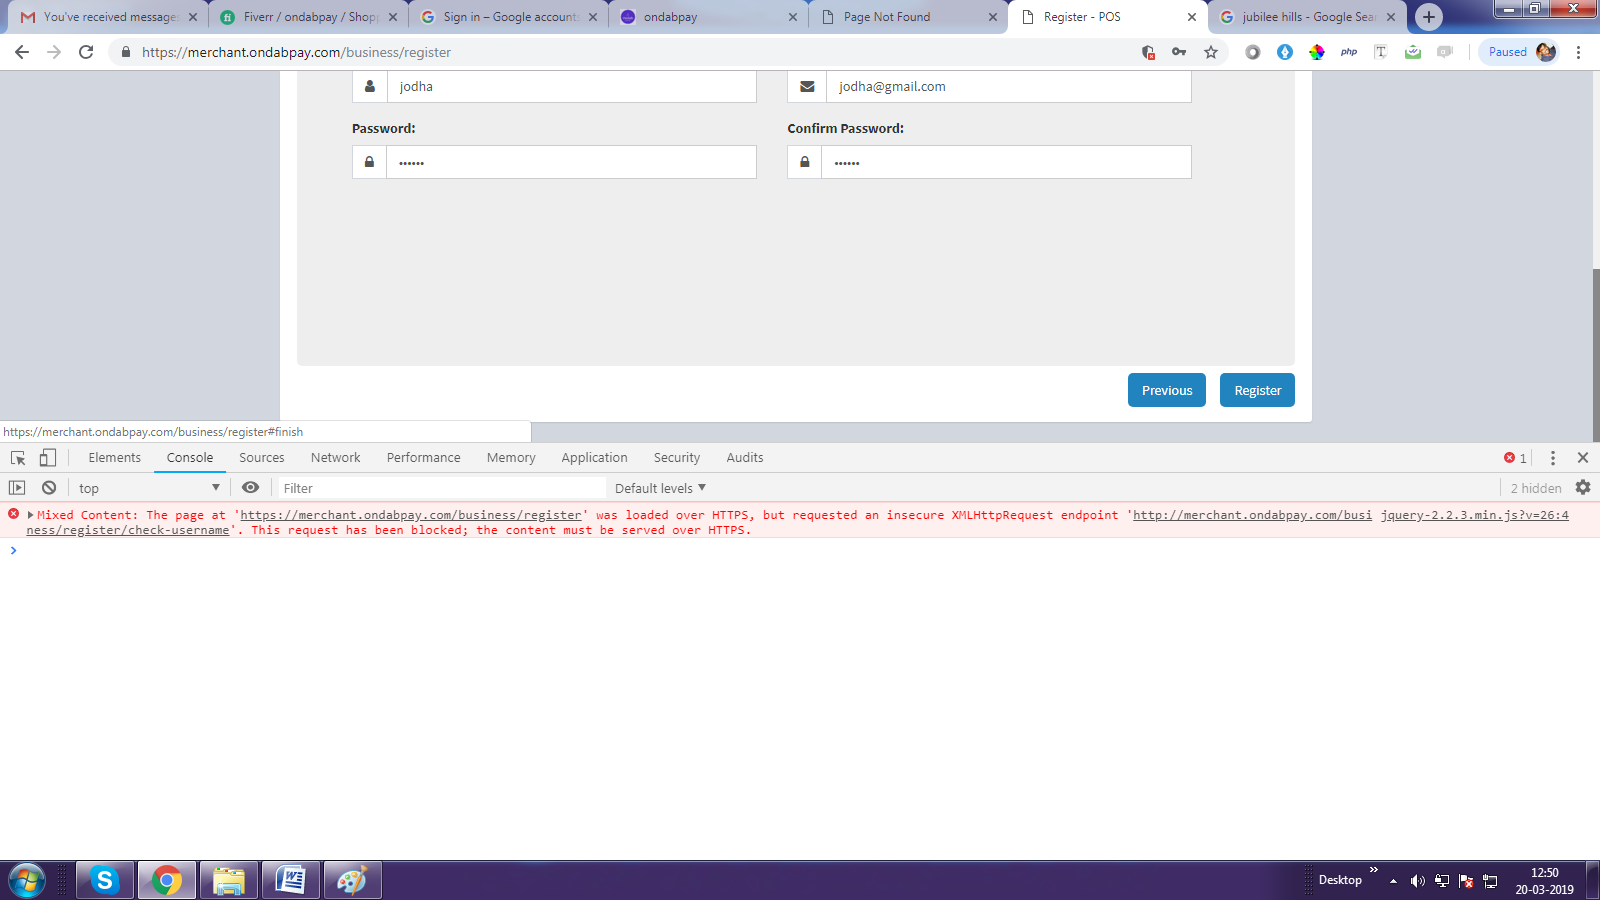 You've received message
Fiverr / ondabpay / Shopp
Sign in – Google accounts
ondabpay
Page Not Found
Register - POS
jubilee hills - Google Sea
https://merchant.ondabpay.com/business/register
php
T
Paused
jodha
jodha@gmail.com
Password:
Confirm Password:
••••••
••••••
Previous
Register
https://merchant.ondabpay.com/business/register#finish
Elements
Console
Sources
Network
Performance
Memory
Application
Security
Audits
1
top
Filter
Default levels
2 hidden
Mixed Content: The page at 'https://merchant.ondabpay.com/business/register' was loaded over HTTPS, but requested an insecure XMLHttpRequest endpoint 'http://merchant.ondabpay.com/busi jquery-2.2.3.min.js?v=26:4
ness/register/check-username'. This request has been blocked; the content must be served over HTTPS.
Desktop
12:50
20-03-2019